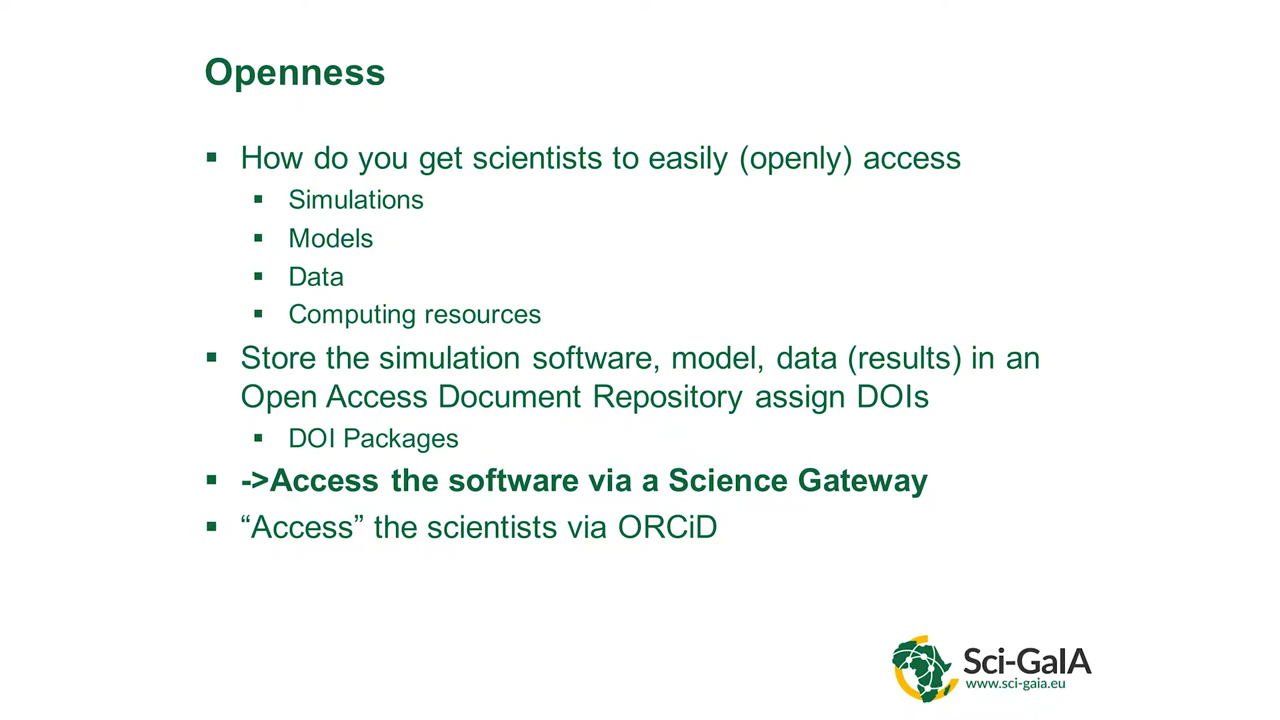 Openness
▪ How do you get scientists to easily (openly) access
▪ Simulations
▪ Models
▪ Data
▪ Computing resources
▪ Store the simulation software, model, data (results) in an
Open Access Document Repository assign DOIs
▪ DOI Packages
▪ ->Access the software via a Science Gateway
▪ “Access” the scientists via ORCiD
Sci-GaIA
www.sci-gaia.eu